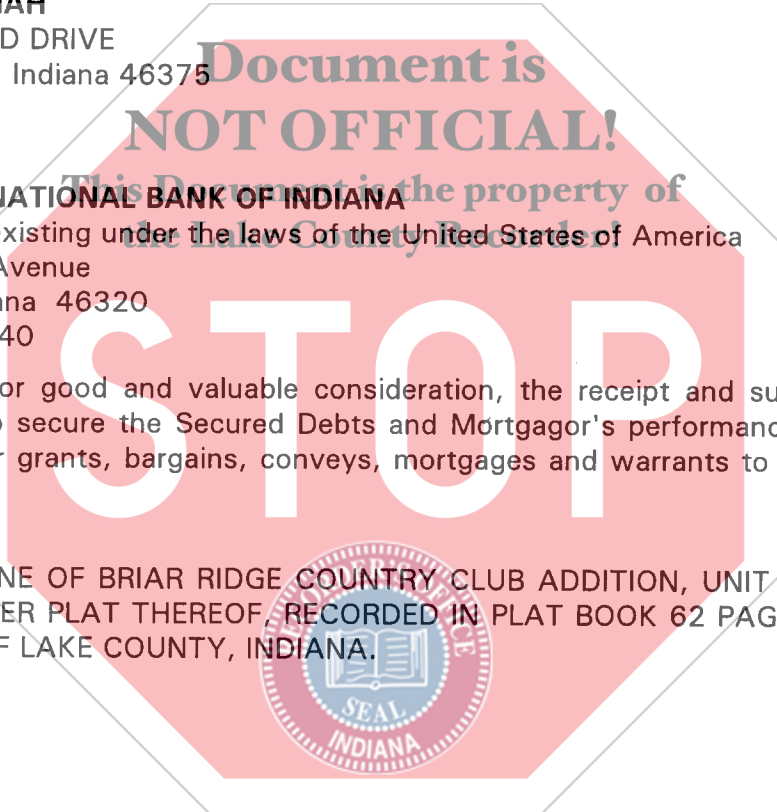 IAH
D DRIVE
Indiana 46375
Document is
NOT OFFICIAL!
This Document is the property of
the Lake County Recorder!
NATIONAL BANK OF INDIANA
existing under the laws of the United States of America
Avenue
ana 46320
40
STOP
or good and valuable consideration, the receipt and su
o secure the Secured Debts and Mortgagor's performanc
r grants, bargains, conveys, mortgages and warrants to
NE OF BRIAR RIDGE COUNTRY CLUB ADDITION, UNIT
ER PLAT THEREOF, RECORDED IN PLAT BOOK 62 PAG
F LAKE COUNTY, INDIANA.
RECORDER'S OFFICE
SEAL
INDIANA